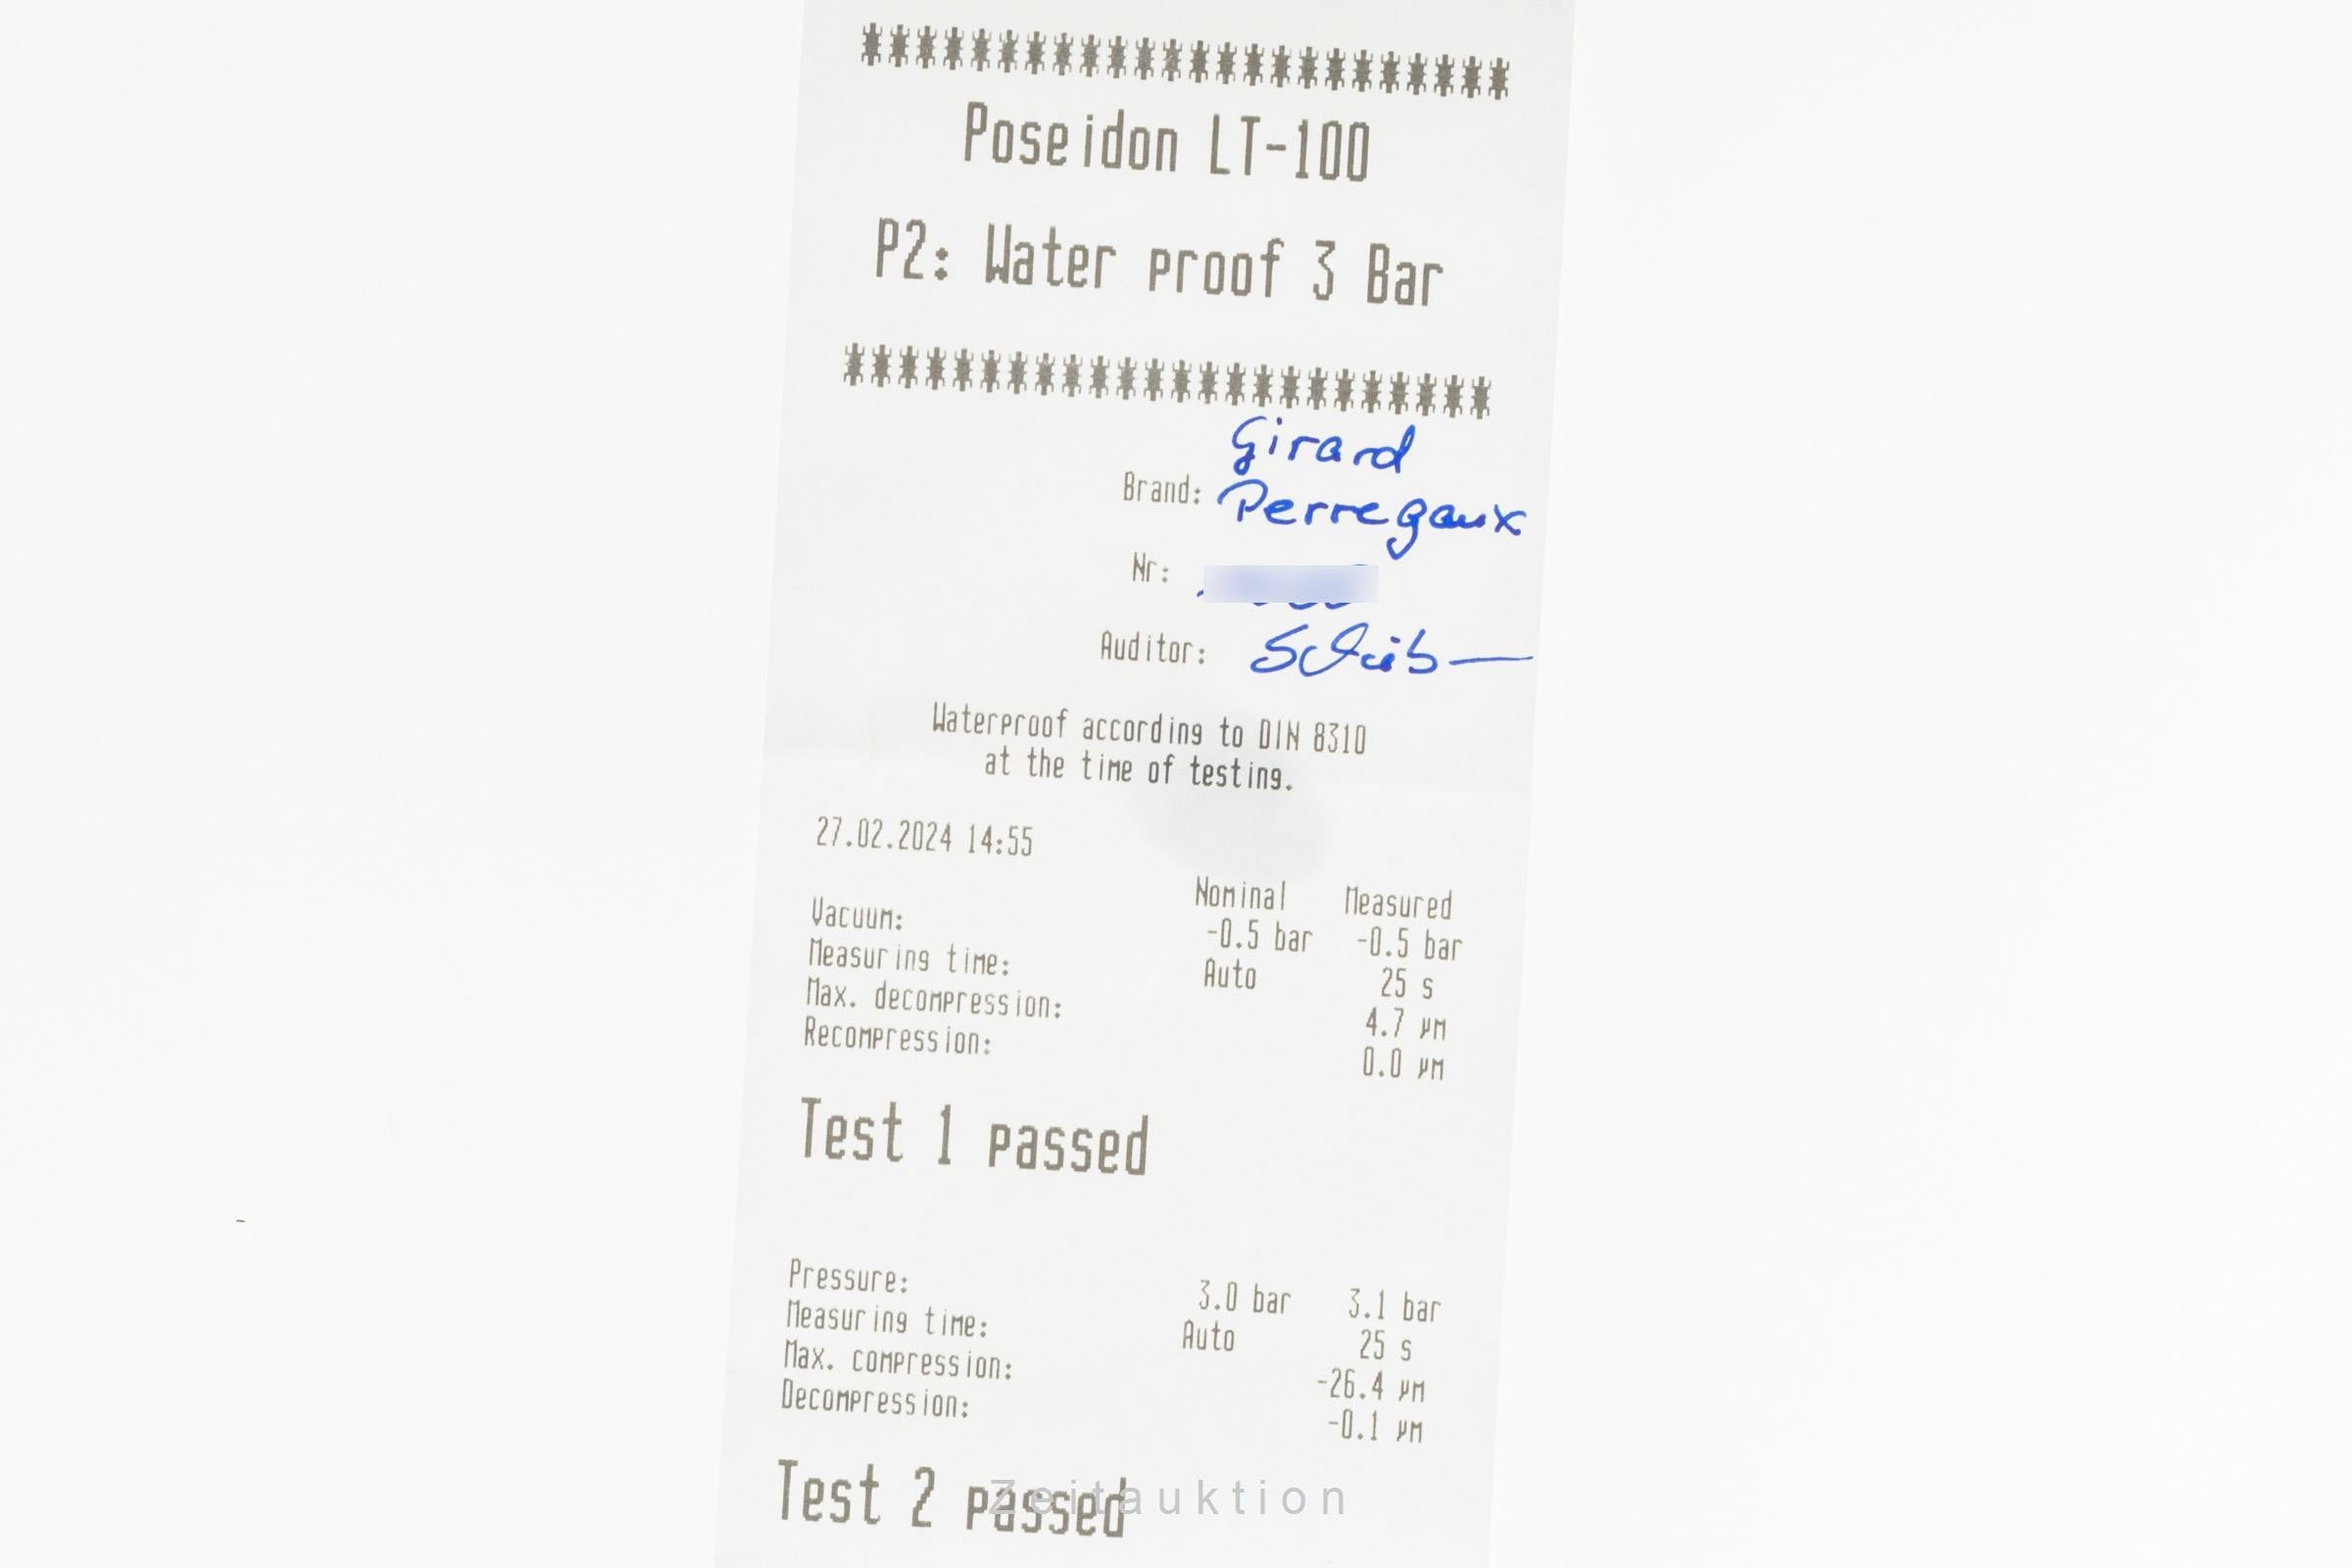 ************************
Poseidon LT-100
P2: Water proof 3 Bar
************************
Girard
Brand: Perregaux
Nr:
Auditor:
Waterproof according to DIN 8310
at the time of testing.
27.02.2024 14:55
Nominal Measured
Vacuum: -0.5 bar -0.5 bar
Measuring time: Auto 25 s
Max. decompression: 4.7 µm
Recompression: 0.0 µm
Test 1 passed
Pressure: 3.0 bar 3.1 bar
Measuring time: Auto 25 s
Max. compression: -26.4 µm
Decompression: -0.1 µm
Test 2 passed
Zeitauktion